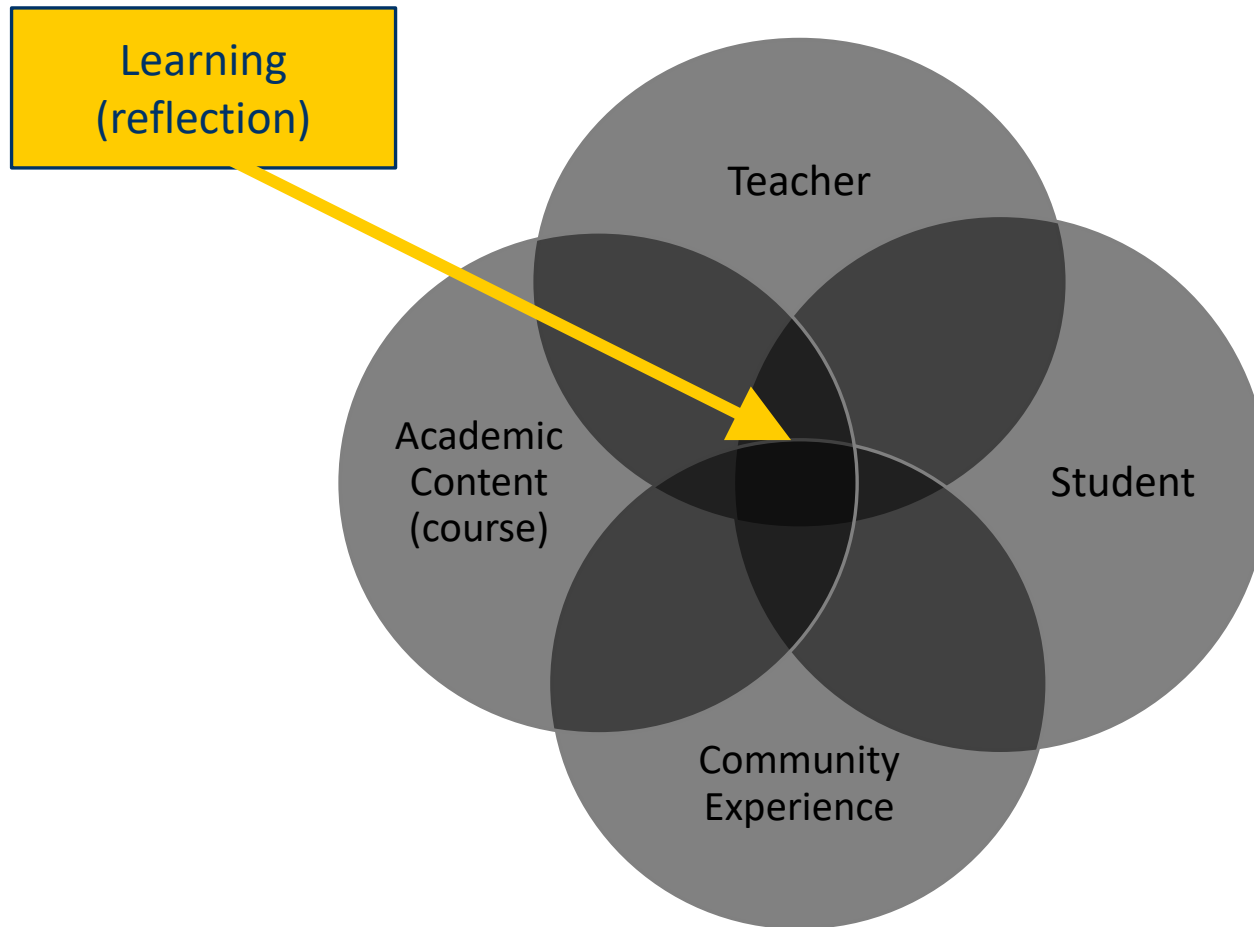 Learning
(reflection)
Teacher
Academic
Content
(course)
Student
Community
Experience